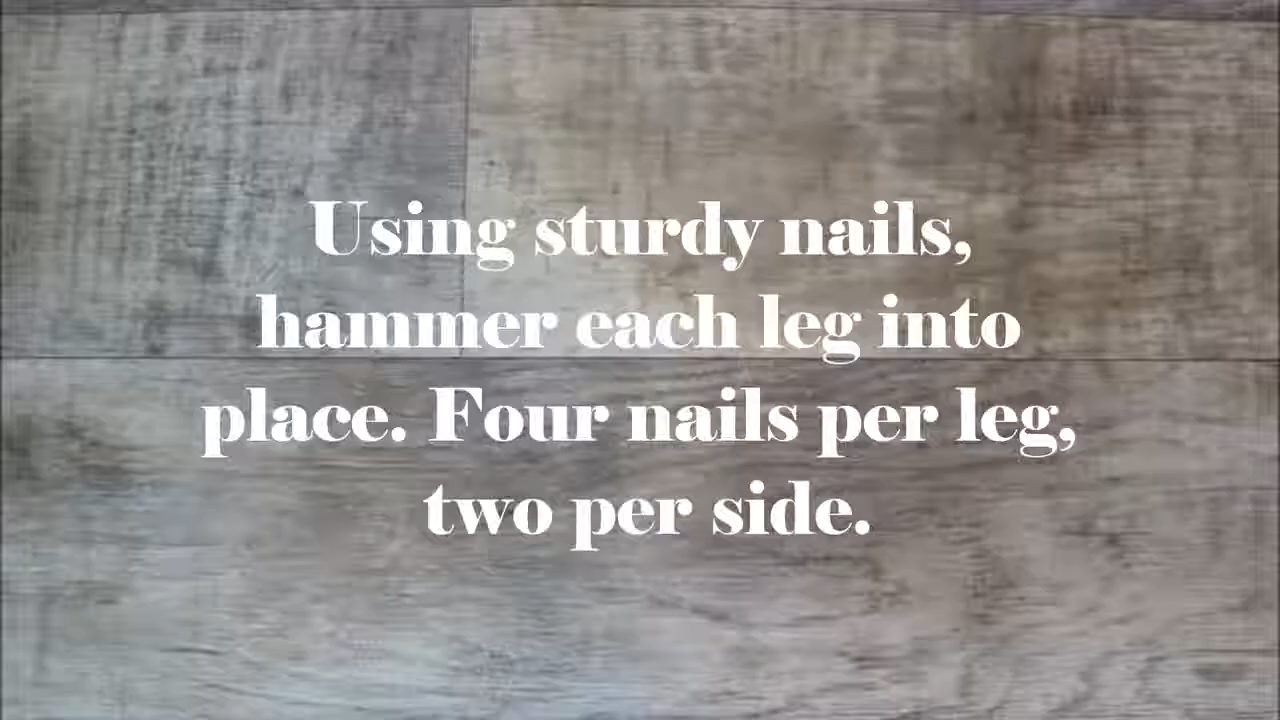 Using sturdy nails,
hammer each leg into
place. Four nails per leg,
two per side.